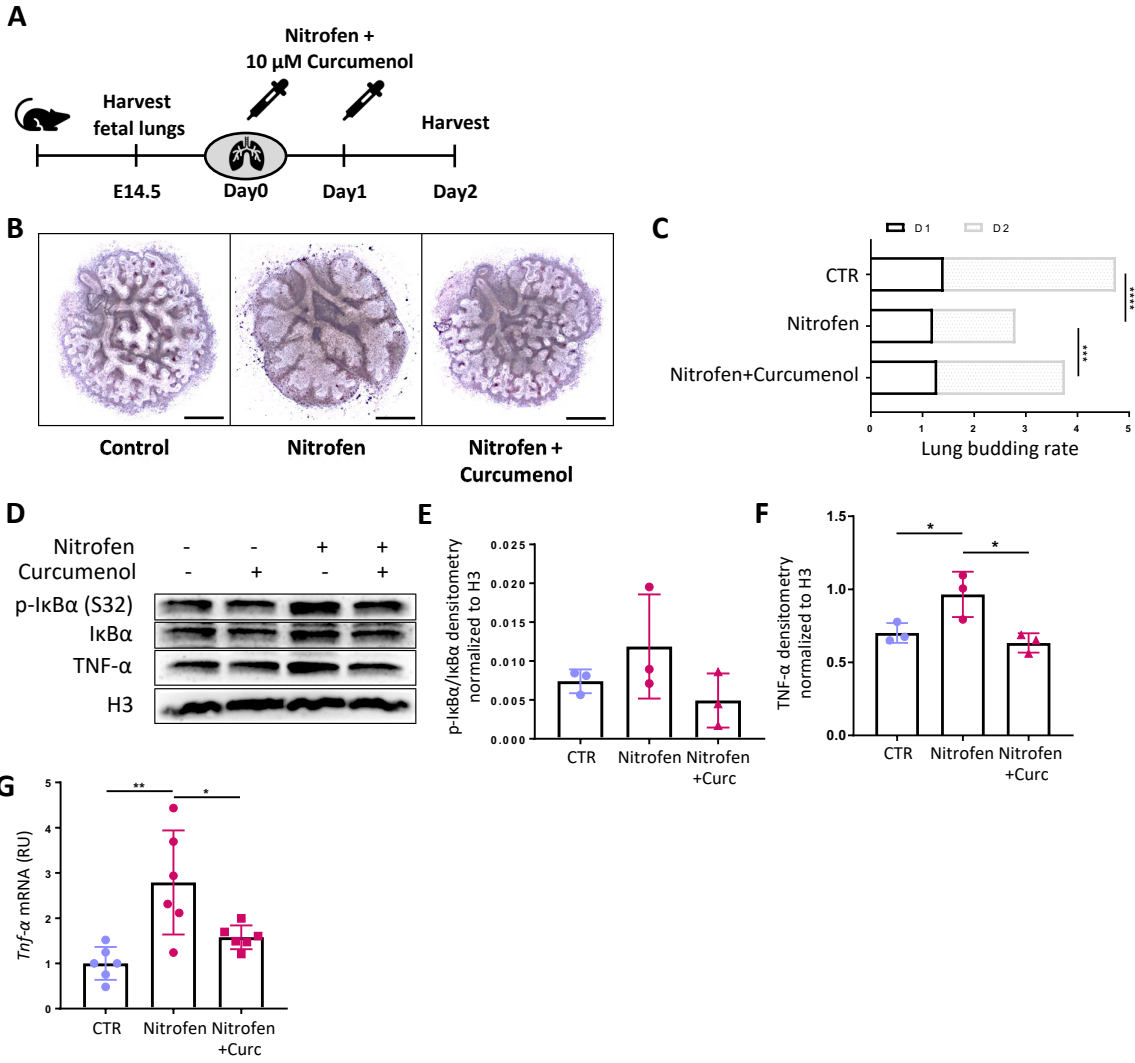 A
Nitrofen +
10 µM Curcumenol
Harvest
fetal lungs
Harvest
E14.5
Day0
Day1
Day2
B
Control
Nitrofen
Nitrofen +
Curcumenol
C
D 1
D 2
CTR
Nitrofen
Nitrofen+Curcumenol
****
***
0 1 2 3 4 5
Lung budding rate
D
Nitrofen - - + +
Curcumenol - + - +
p-IκBα (S32)
IκBα
TNF-α
H3
E
p-IκBα/IκBα densitometry
normalized to H3
0.025
0.020
0.015
0.010
0.005
0.000
CTR
Nitrofen
Nitrofen
+Curc
F
TNF-α densitometry
normalized to H3
1.5
1.0
0.5
0.0
*
*
CTR
Nitrofen
Nitrofen
+Curc
G
Tnf-α mRNA (RU)
5
4
3
2
1
0
**
*
CTR
Nitrofen
Nitrofen
+Curc